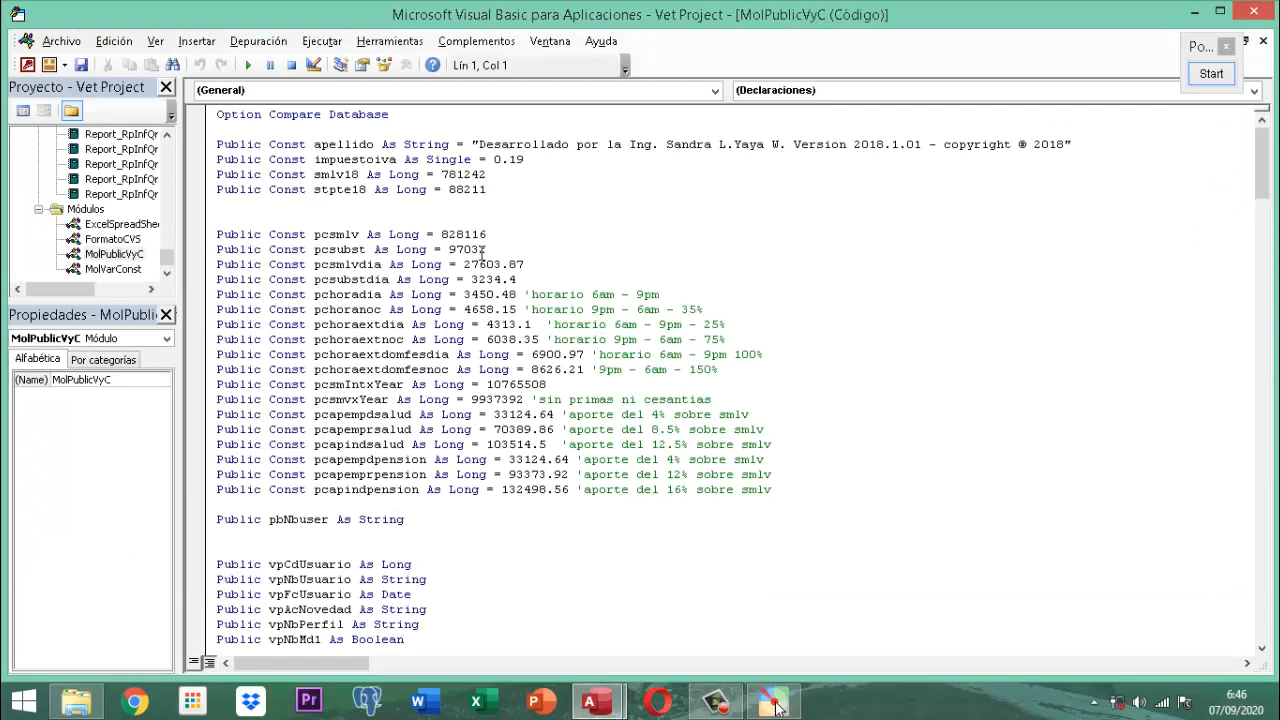 Microsoft Visual Basic para Aplicaciones - Vet Project - [MolPublicVyC (Código)]
Archivo Edición Ver Insertar Depuración Ejecutar Herramientas Complementos Ventana Ayuda
Lín 1, Col 1
Po...
Start
Proyecto - Vet Project
Report_RpInfQr
Report_RpInfQr
Report_RpInfQr
Report_RpInfQr
Report_RpInfQr
Módulos
ExcelSpreadShe
FormatoCVS
MolPublicVyC
MolVarConst
Propiedades - MolPubli
MolPublicVyC Módulo
Alfabética Por categorías
(Name) MolPublicVyC
(General) (Declaraciones)
Option Compare Database
Public Const apellido As String = "Desarrollado por la Ing. Sandra L.Yaya W. Version 2018.1.01 - copyright ® 2018"
Public Const impuestoiva As Single = 0.19
Public Const smlv18 As Long = 781242
Public Const stpte18 As Long = 88211
Public Const pcsmlv As Long = 828116
Public Const pcsubst As Long = 97032
Public Const pcsmlvdia As Long = 27603.87
Public Const pcsubstdia As Long = 3234.4
Public Const pchoradia As Long = 3450.48 'horario 6am - 9pm
Public Const pchoranoc As Long = 4658.15 'horario 9pm - 6am - 35%
Public Const pchoraextdia As Long = 4313.1 'horario 6am - 9pm - 25%
Public Const pchoraextnoc As Long = 6038.35 'horario 9pm - 6am - 75%
Public Const pchoraextdomfesdia As Long = 6900.97 'horario 6am - 9pm 100%
Public Const pchoraextdomfesnoc As Long = 8626.21 '9pm - 6am - 150%
Public Const pcsmIntxYear As Long = 10765508
Public Const pcsmvxYear As Long = 9937392 'sin primas ni cesantias
Public Const pcapempdsalud As Long = 33124.64 'aporte del 4% sobre smlv
Public Const pcapemprsalud As Long = 70389.86 'aporte del 8.5% sobre smlv
Public Const pcapindsalud As Long = 103514.5 'aporte del 12.5% sobre smlv
Public Const pcapempdpension As Long = 33124.64 'aporte del 4% sobre smlv
Public Const pcapemprpension As Long = 93373.92 'aporte del 12% sobre smlv
Public Const pcapindpension As Long = 132498.56 'aporte del 16% sobre smlv
Public pbNbuser As String
Public vpCdUsuario As Long
Public vpNbUsuario As String
Public vpFcUsuario As Date
Public vpAcNovedad As String
Public vpNbPerfil As String
Public vpNbMd1 As Boolean
6:46
07/09/2020